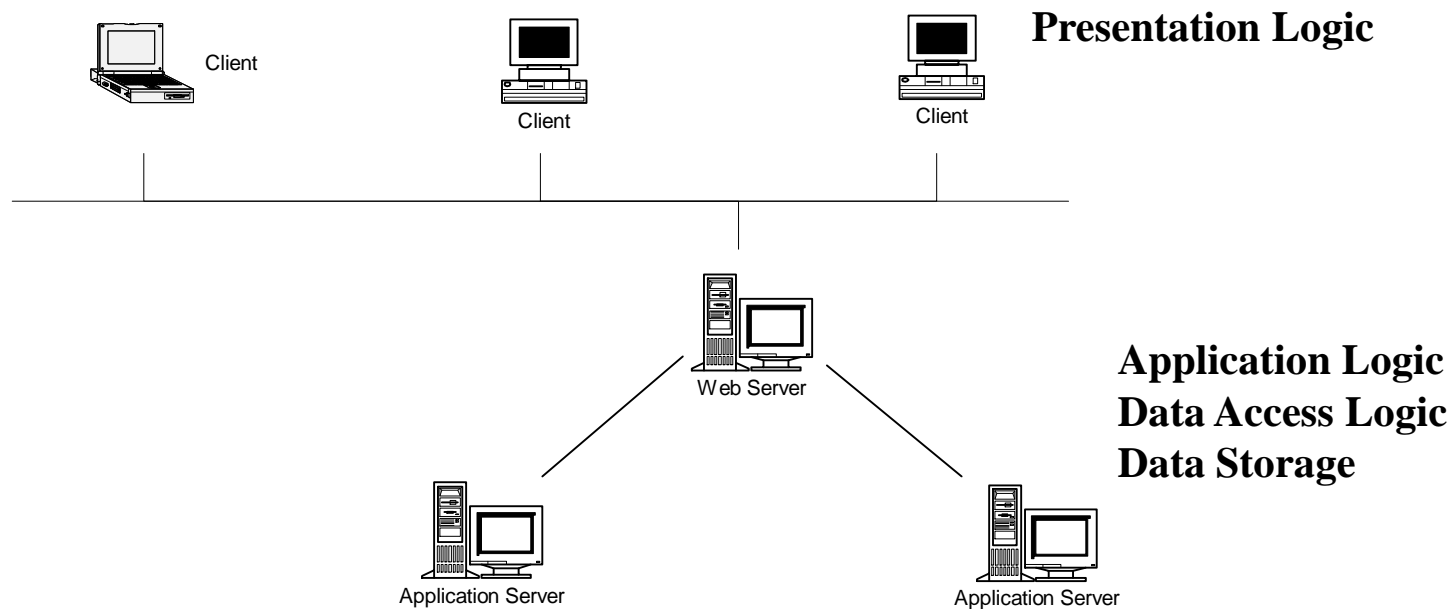 Presentation Logic
Client
Client
Client
Web Server
Application Logic
Data Access Logic
Data Storage
Application Server
Application Server